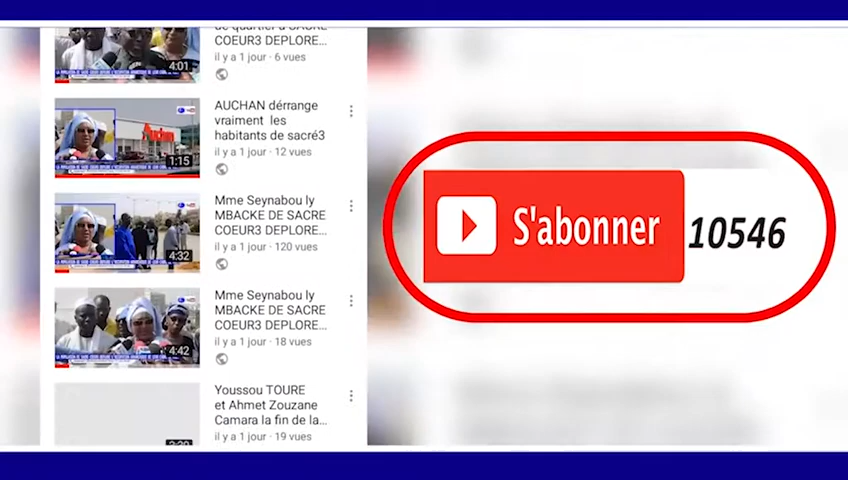 de quartier à SACRE
COEUR3 DEPLORE...
il y a 1 jour · 6 vues
4:01
AUCHAN dérrange
vraiment les
habitants de sacré3
il y a 1 jour · 12 vues
Auchan
1:15
Mme Seynabou ly
MBACKE DE SACRE
COEUR3 DEPLORE...
il y a 1 jour · 120 vues
4:32
Mme Seynabou ly
MBACKE DE SACRE
COEUR3 DEPLORE...
il y a 1 jour · 18 vues
4:42
Youssou TOURE
et Ahmet Zouzane
Camara la fin de la...
il y a 1 jour · 19 vues
S'abonner
10546